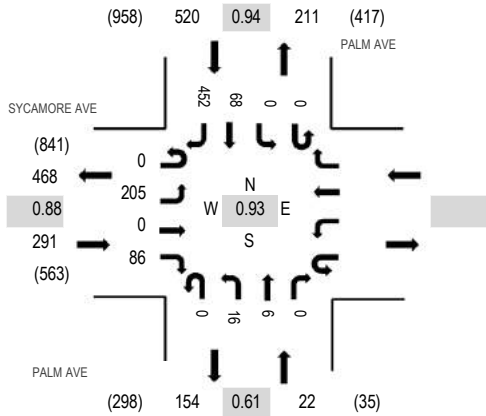 (958) 520 0.94 211 (417)
PALM AVE
452 68 0 0
SYCAMORE AVE
(841)
468
0.88
291
(563)
0
205
0
86
N
W 0.93 E
S
0 16 6 0
PALM AVE
(298) 154 0.61 22 (35)